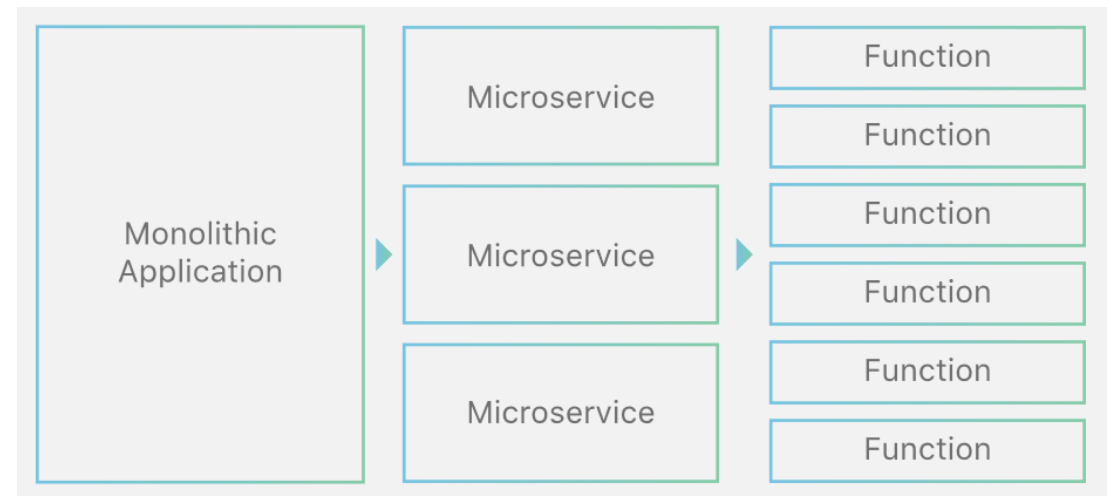 Monolithic
Application
Microservice
Microservice
Microservice
Function
Function
Function
Function
Function
Function